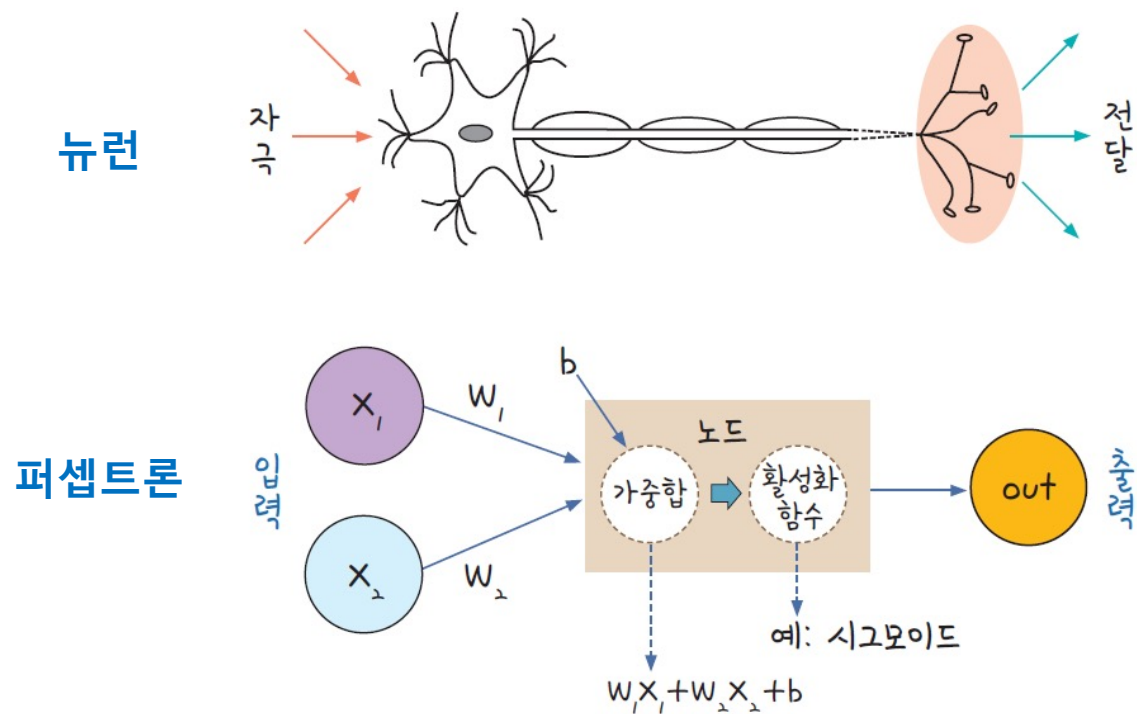 뉴런
자극
전달
퍼셉트론
입력
X₁
W₁
X₂
W₂
b
노드
가중합
활성화
함수
out
출력
예: 시그모이드
W₁X₁+W₂X₂+b